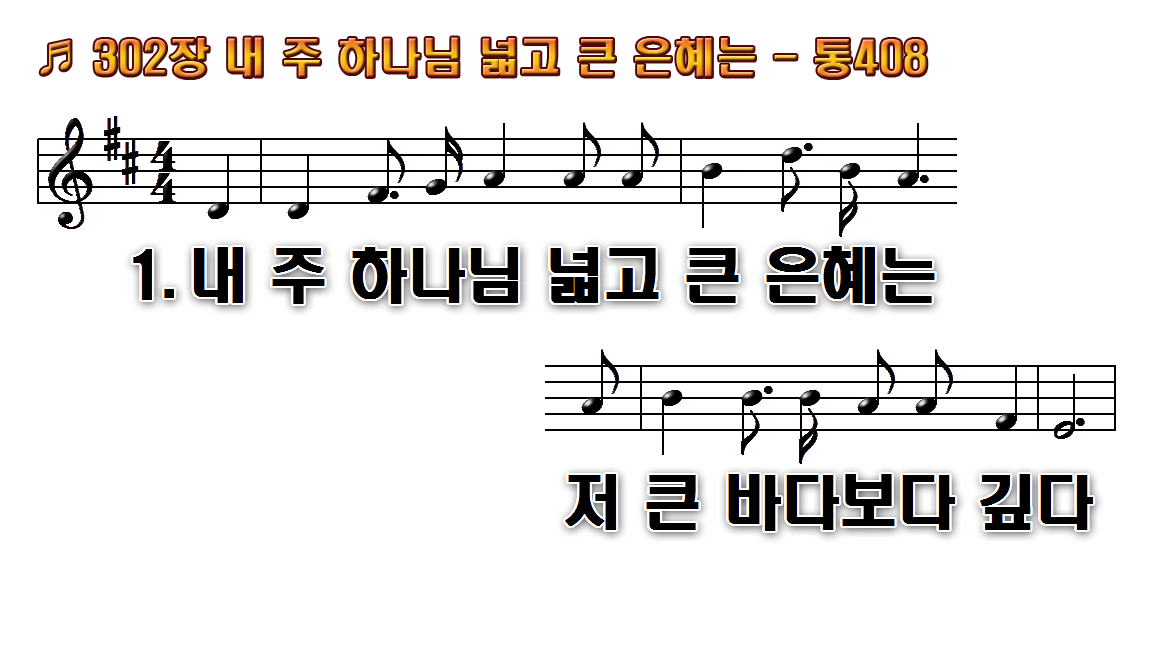 ♬ 302장 내 주 하나님 넓고 큰 은혜는 - 통408
1. 내 주 하나님 넓고 큰 은혜는
저 큰 바다보다 깊다